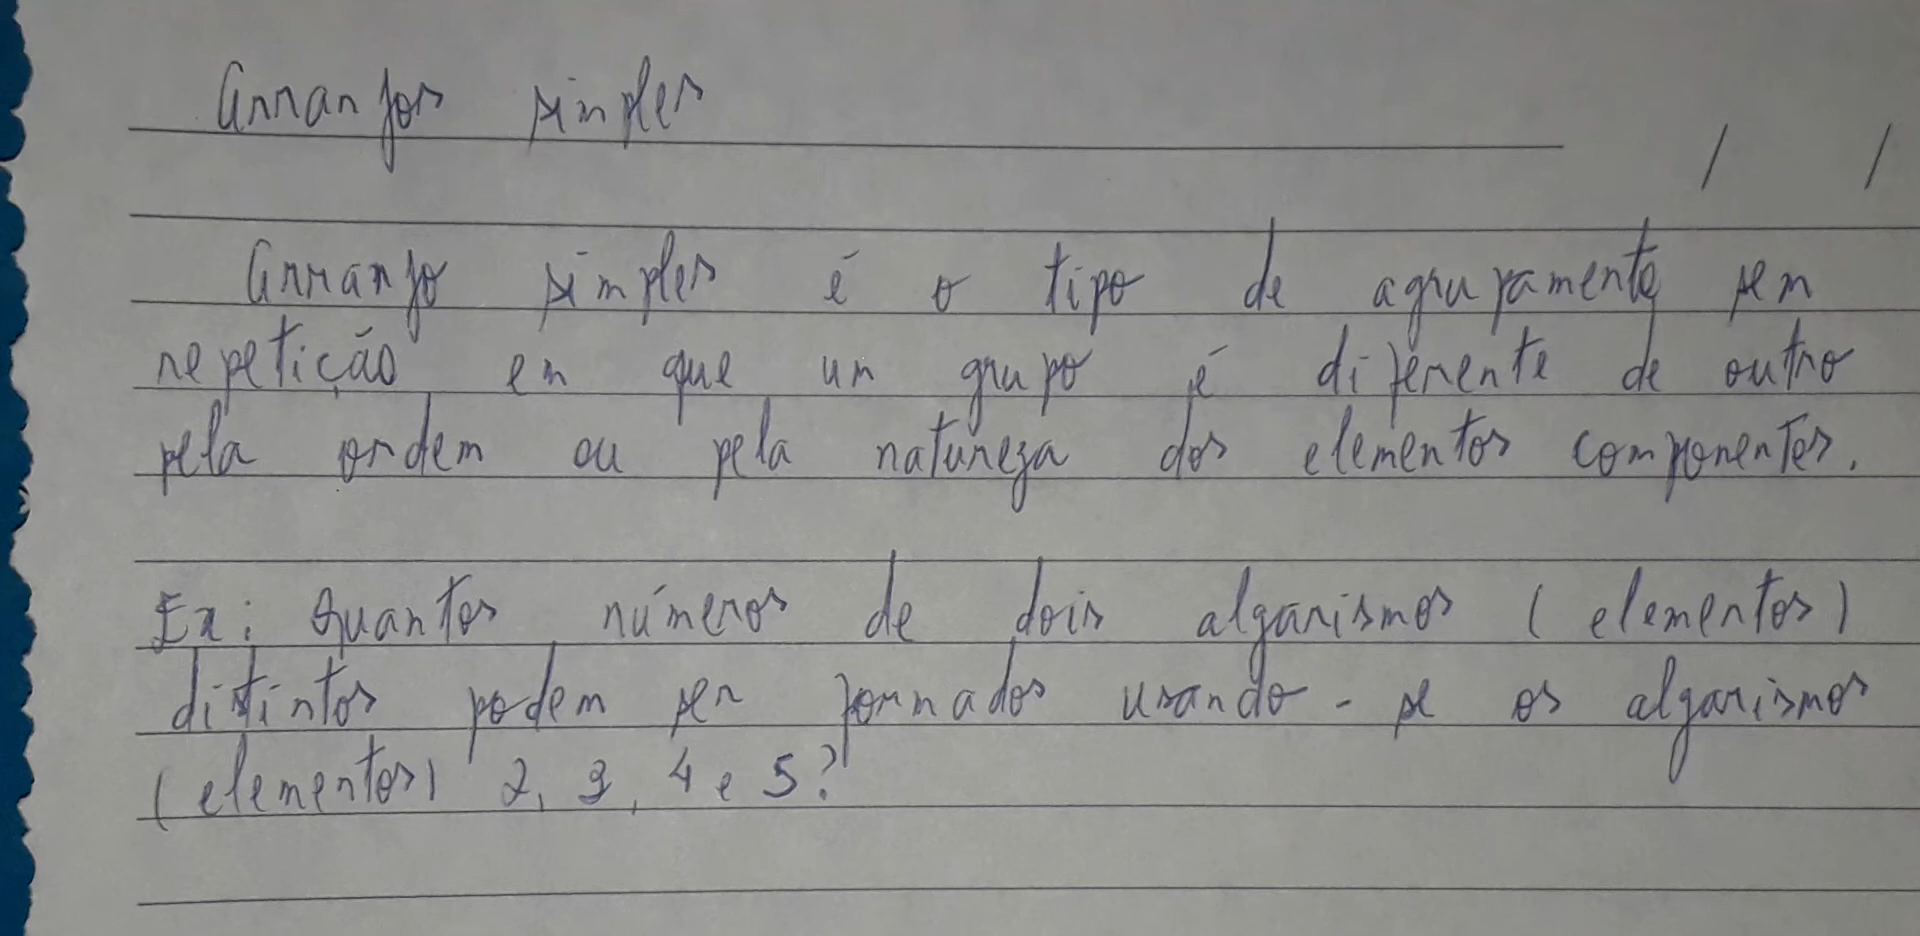 Arranjos simples
/ /
Arranjo simples é o tipo de agrupamento sem
repetição em que um grupo é diferente de outro
pela ordem ou pela natureza dos elementos componentes.
Ex: Quantos números de dois algarismos (elementos)
distintos podem ser formados usando-se os algarismos
(elementos) 2, 3, 4 e 5?